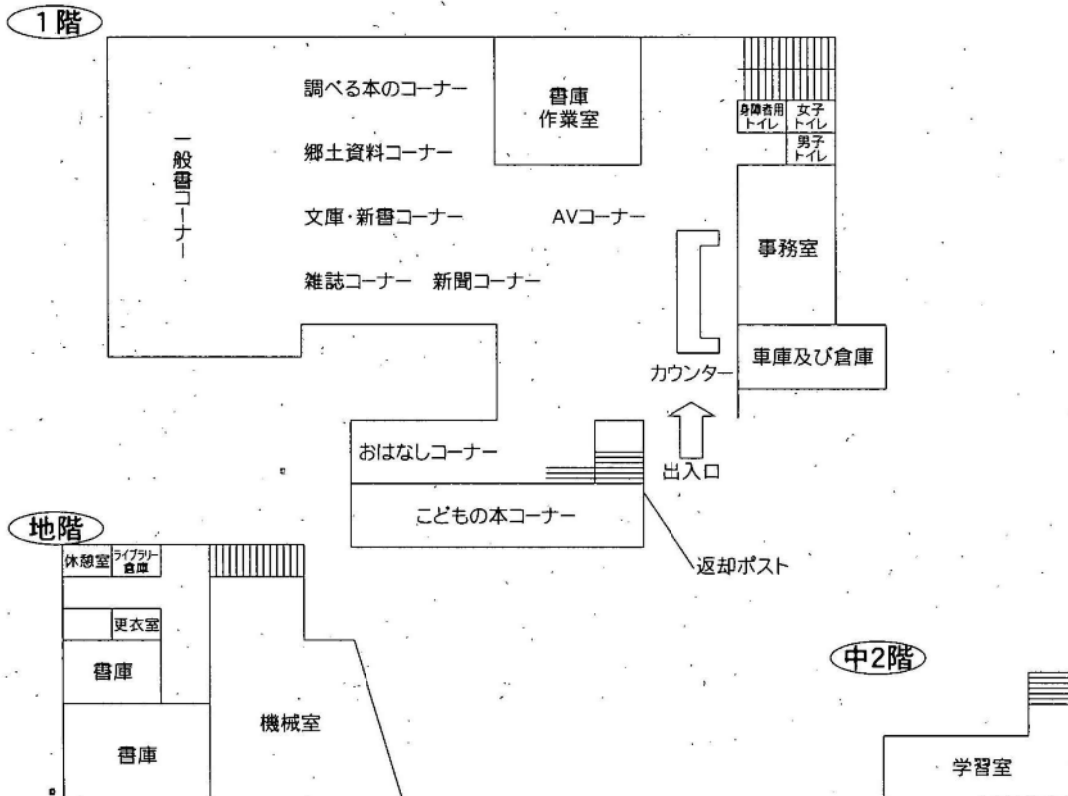 1階
調べる本のコーナー
書庫
作業室
身障者用
トイレ
女子
トイレ
男子
トイレ
一般書コーナー
郷土資料コーナー
文庫・新書コーナー
AVコーナー
事務室
雑誌コーナー
新聞コーナー
車庫及び倉庫
カウンター
おはなしコーナー
出入口
こどもの本コーナー
返却ポスト
地階
休憩室
ライブラリー
倉庫
更衣室
書庫
機械室
書庫
中2階
学習室